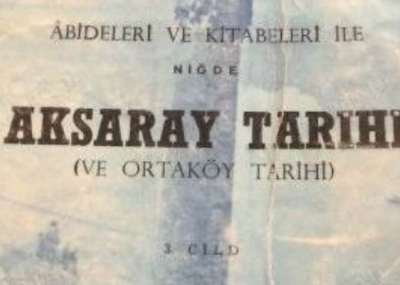 ÂBİDELERİ VE KİTABELERİ İLE
NİĞDE
AKSARAY TARİHİ
(VE ORTAKÖY TARİHİ)
3. CİLD